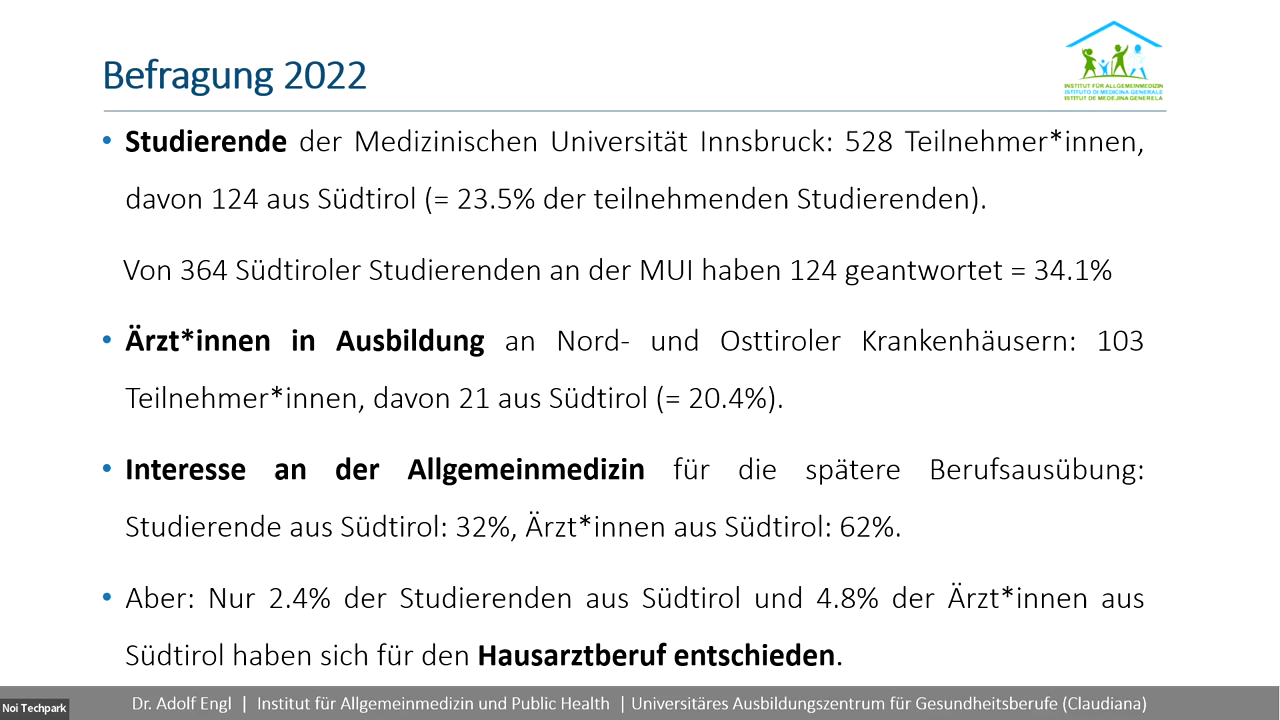 Befragung 2022
INSTITUT FÜR ALLGEMEINMEDIZIN
ISTITUTO DI MEDICINA GENERALE
ISTITUT DE MEDEJINA GENERELA
• Studierende der Medizinischen Universität Innsbruck: 528 Teilnehmer*innen,
davon 124 aus Südtirol (= 23.5% der teilnehmenden Studierenden).
Von 364 Südtiroler Studierenden an der MUI haben 124 geantwortet = 34.1%
• Ärzt*innen in Ausbildung an Nord- und Osttiroler Krankenhäusern: 103
Teilnehmer*innen, davon 21 aus Südtirol (= 20.4%).
• Interesse an der Allgemeinmedizin für die spätere Berufsausübung:
Studierende aus Südtirol: 32%, Ärzt*innen aus Südtirol: 62%.
• Aber: Nur 2.4% der Studierenden aus Südtirol und 4.8% der Ärzt*innen aus
Südtirol haben sich für den Hausarztberuf entschieden.
Dr. Adolf Engl | Institut für Allgemeinmedizin und Public Health | Universitäres Ausbildungszentrum für Gesundheitsberufe (Claudiana)
Noi Techpark